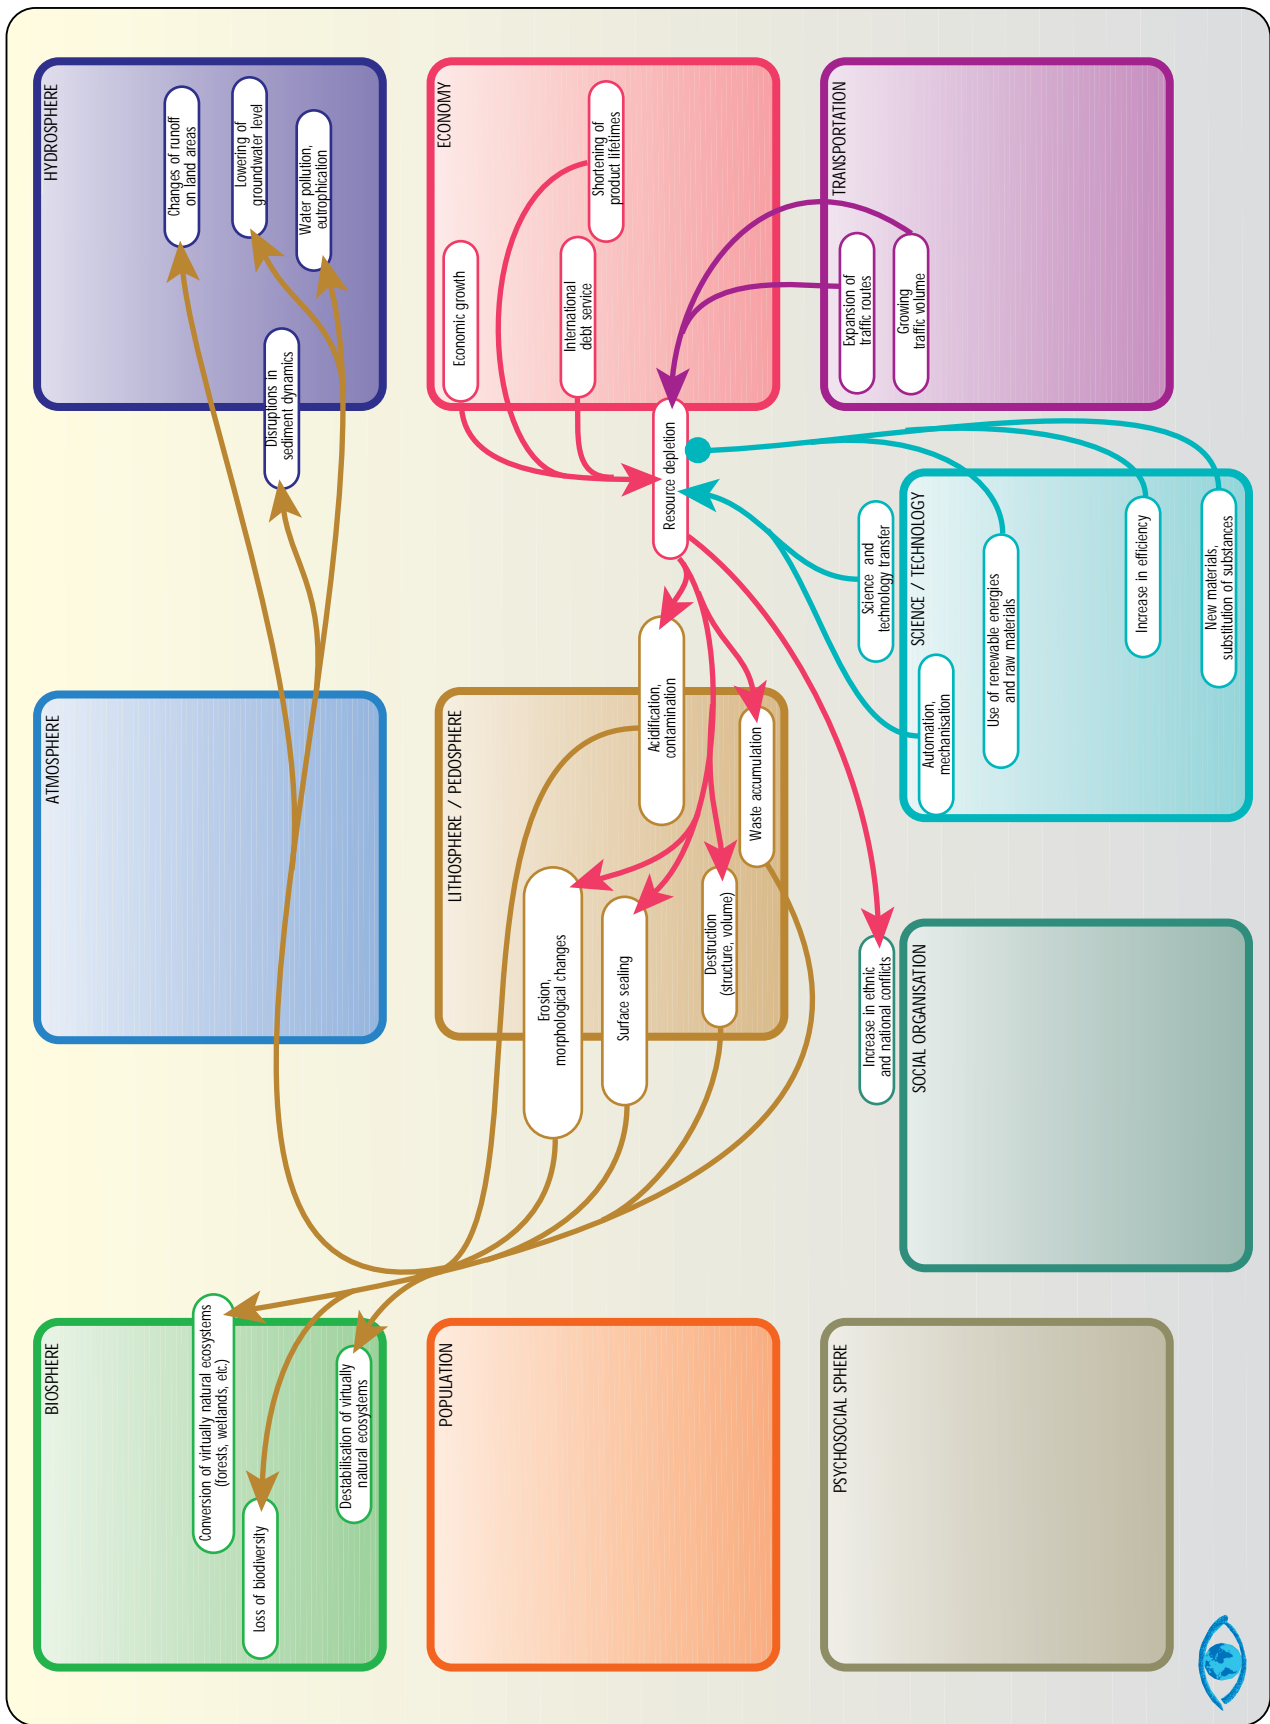 BIOSPHERE
Conversion of virtually natural ecosystems
(forests, wetlands, etc.)
Loss of biodiversity
Destabilisation of virtually
natural ecosystems
ATMOSPHERE
HYDROSPHERE
Changes of runoff
on land areas
Lowering of
groundwater level
Water pollution,
eutrophication
Disruptions in
sediment dynamics
POPULATION
LITHOSPHERE / PEDOSPHERE
Erosion,
morphological changes
Surface sealing
Acidification,
contamination
Destruction
(structure, volume)
Waste accumulation
ECONOMY
Economic growth
Shortening of
product lifetimes
International
debt service
Resource depletion
PSYCHOSOCIAL SPHERE
Increase in ethnic
and national conflicts
SOCIAL ORGANISATION
Science and
technology transfer
SCIENCE / TECHNOLOGY
Automation,
mechanisation
Use of renewable energies
and raw materials
Increase in efficiency
New materials,
substitution of substances
TRANSPORTATION
Expansion of
traffic routes
Growing
traffic volume